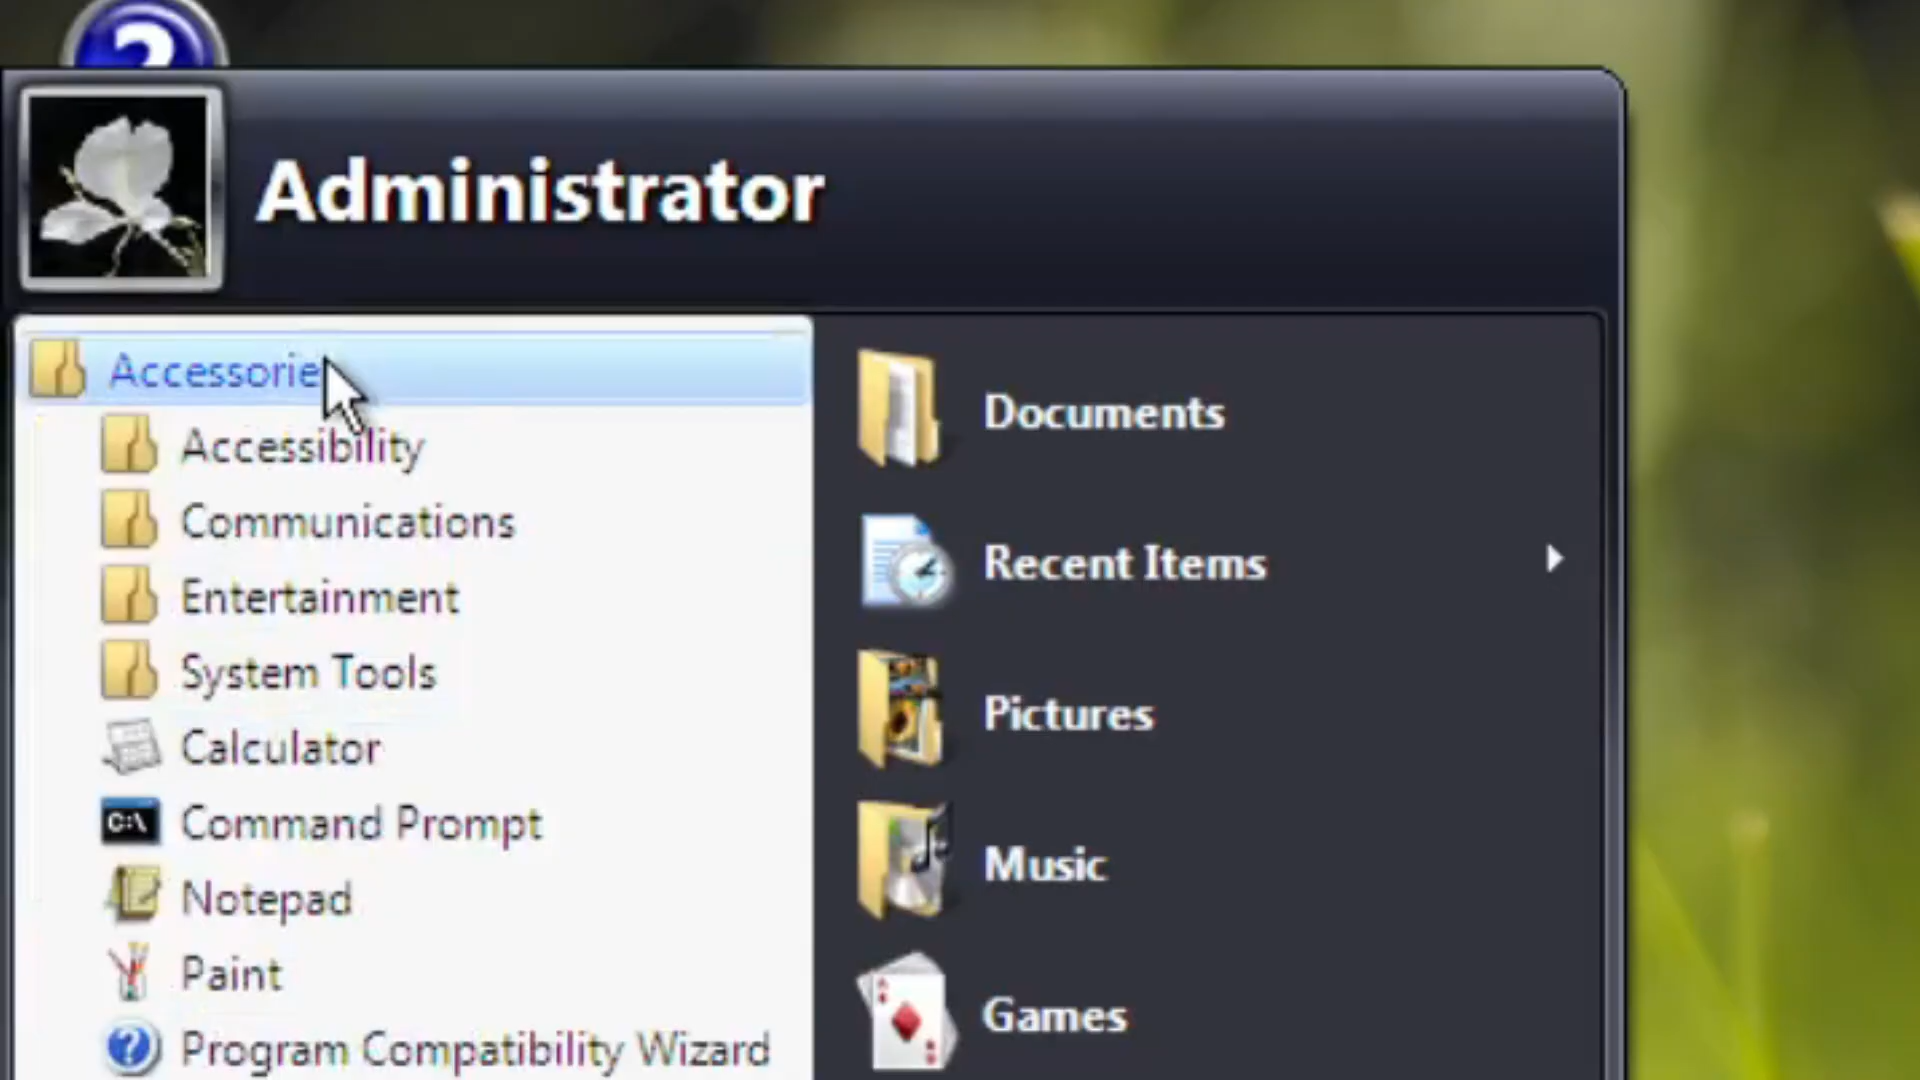 ?
Administrator
Accessorie
Accessibility
Communications
Entertainment
System Tools
Calculator
C:\
Command Prompt
Notepad
Paint
?
Program Compatibility Wizard
Documents
Recent Items
Pictures
Music
Games